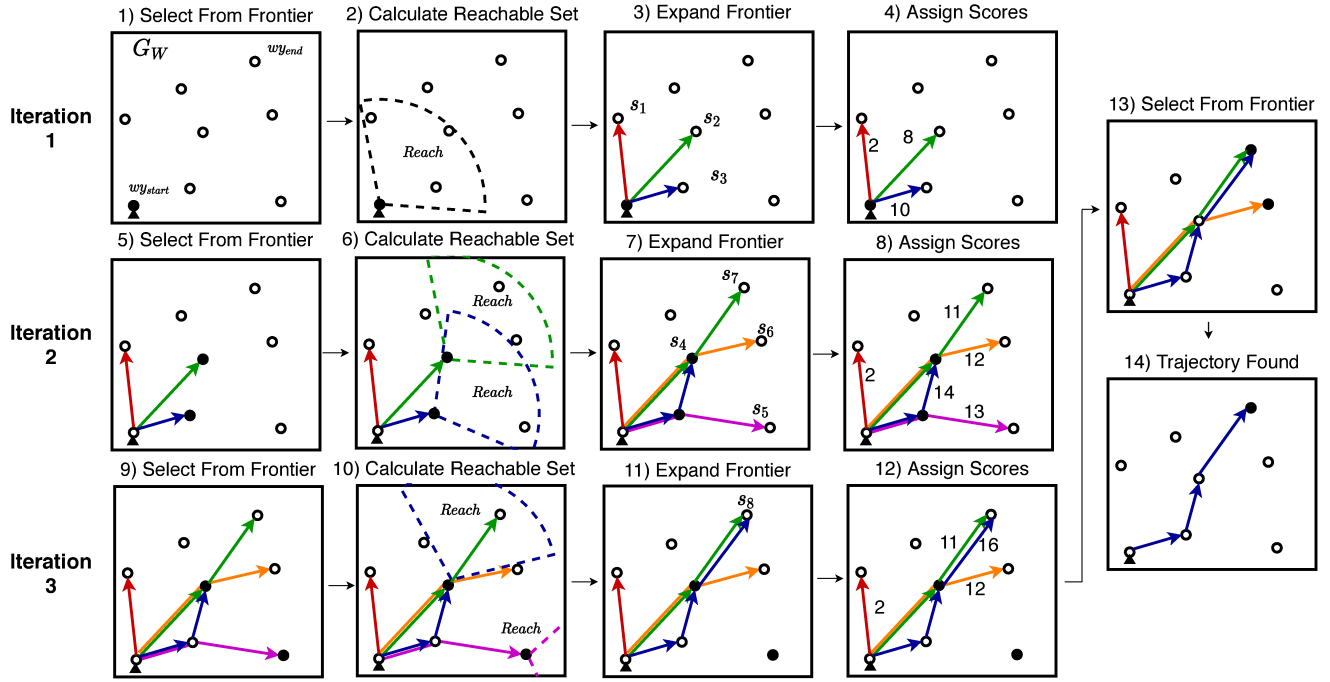 1) Select From Frontier
2) Calculate Reachable Set
3) Expand Frontier
4) Assign Scores
Iteration
1
G_W
wy_end
wy_start
Reach
s_1
s_2
s_3
2
8
10
13) Select From Frontier
5) Select From Frontier
6) Calculate Reachable Set
7) Expand Frontier
8) Assign Scores
Iteration
2
Reach
Reach
s_7
s_6
s_4
s_5
11
12
2
14
13
14) Trajectory Found
9) Select From Frontier
10) Calculate Reachable Set
11) Expand Frontier
12) Assign Scores
Iteration
3
Reach
Reach
s_8
11
16
12
2